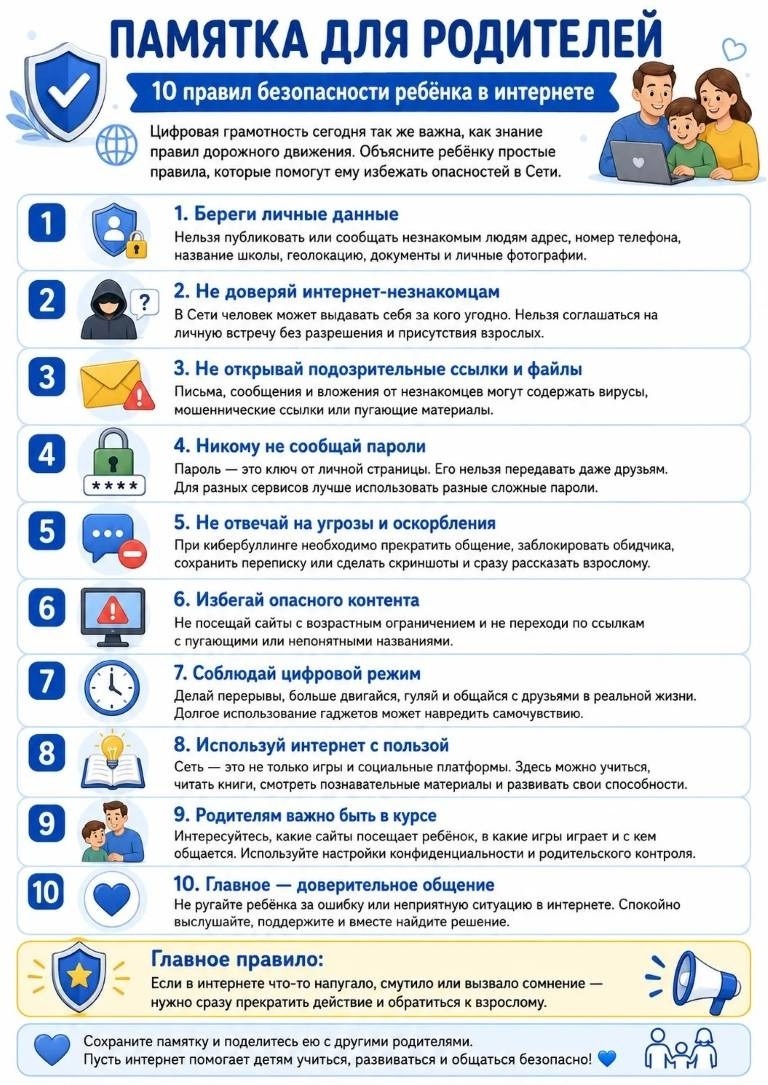 ПАМЯТКА ДЛЯ РОДИТЕЛЕЙ
10 правил безопасности ребёнка в интернете
Цифровая грамотность сегодня так же важна, как знание
правил дорожного движения. Объясните ребёнку простые
правила, которые помогут ему избежать опасностей в Сети.
1
1. Береги личные данные
Нельзя публиковать или сообщать незнакомым людям адрес, номер телефона,
название школы, геолокацию, документы и личные фотографии.
2
?
2. Не доверяй интернет-незнакомцам
В Сети человек может выдавать себя за кого угодно. Нельзя соглашаться на
личную встречу без разрешения и присутствия взрослых.
3
3. Не открывай подозрительные ссылки и файлы
Письма, сообщения и вложения от незнакомцев могут содержать вирусы,
мошеннические ссылки или пугающие материалы.
4
****
4. Никому не сообщай пароли
Пароль — это ключ от личной страницы. Его нельзя передавать даже друзьям.
Для разных сервисов лучше использовать разные сложные пароли.
5
5. Не отвечай на угрозы и оскорбления
При кибербуллинге необходимо прекратить общение, заблокировать обидчика,
сохранить переписку или сделать скриншоты и сразу рассказать взрослому.
6
6. Избегай опасного контента
Не посещай сайты с возрастным ограничением и не переходи по ссылкам
с пугающими или непонятными названиями.
7
7. Соблюдай цифровой режим
Делай перерывы, больше двигайся, гуляй и общайся с друзьями в реальной жизни.
Долгое использование гаджетов может навредить самочувствию.
8
8. Используй интернет с пользой
Сеть — это не только игры и социальные платформы. Здесь можно учиться,
читать книги, смотреть познавательные материалы и развивать свои способности.
9
9. Родителям важно быть в курсе
Интересуйтесь, какие сайты посещает ребёнок, в какие игры играет и с кем
общается. Используйте настройки конфиденциальности и родительского контроля.
10
10. Главное — доверительное общение
Не ругайте ребёнка за ошибку или неприятную ситуацию в интернете. Спокойно
выслушайте, поддержите и вместе найдите решение.
Главное правило:
Если в интернете что-то напугало, смутило или вызвало сомнение —
нужно сразу прекратить действие и обратиться к взрослому.
Сохраните памятку и поделитесь ею с другими родителями.
Пусть интернет помогает детям учиться, развиваться и общаться безопасно!